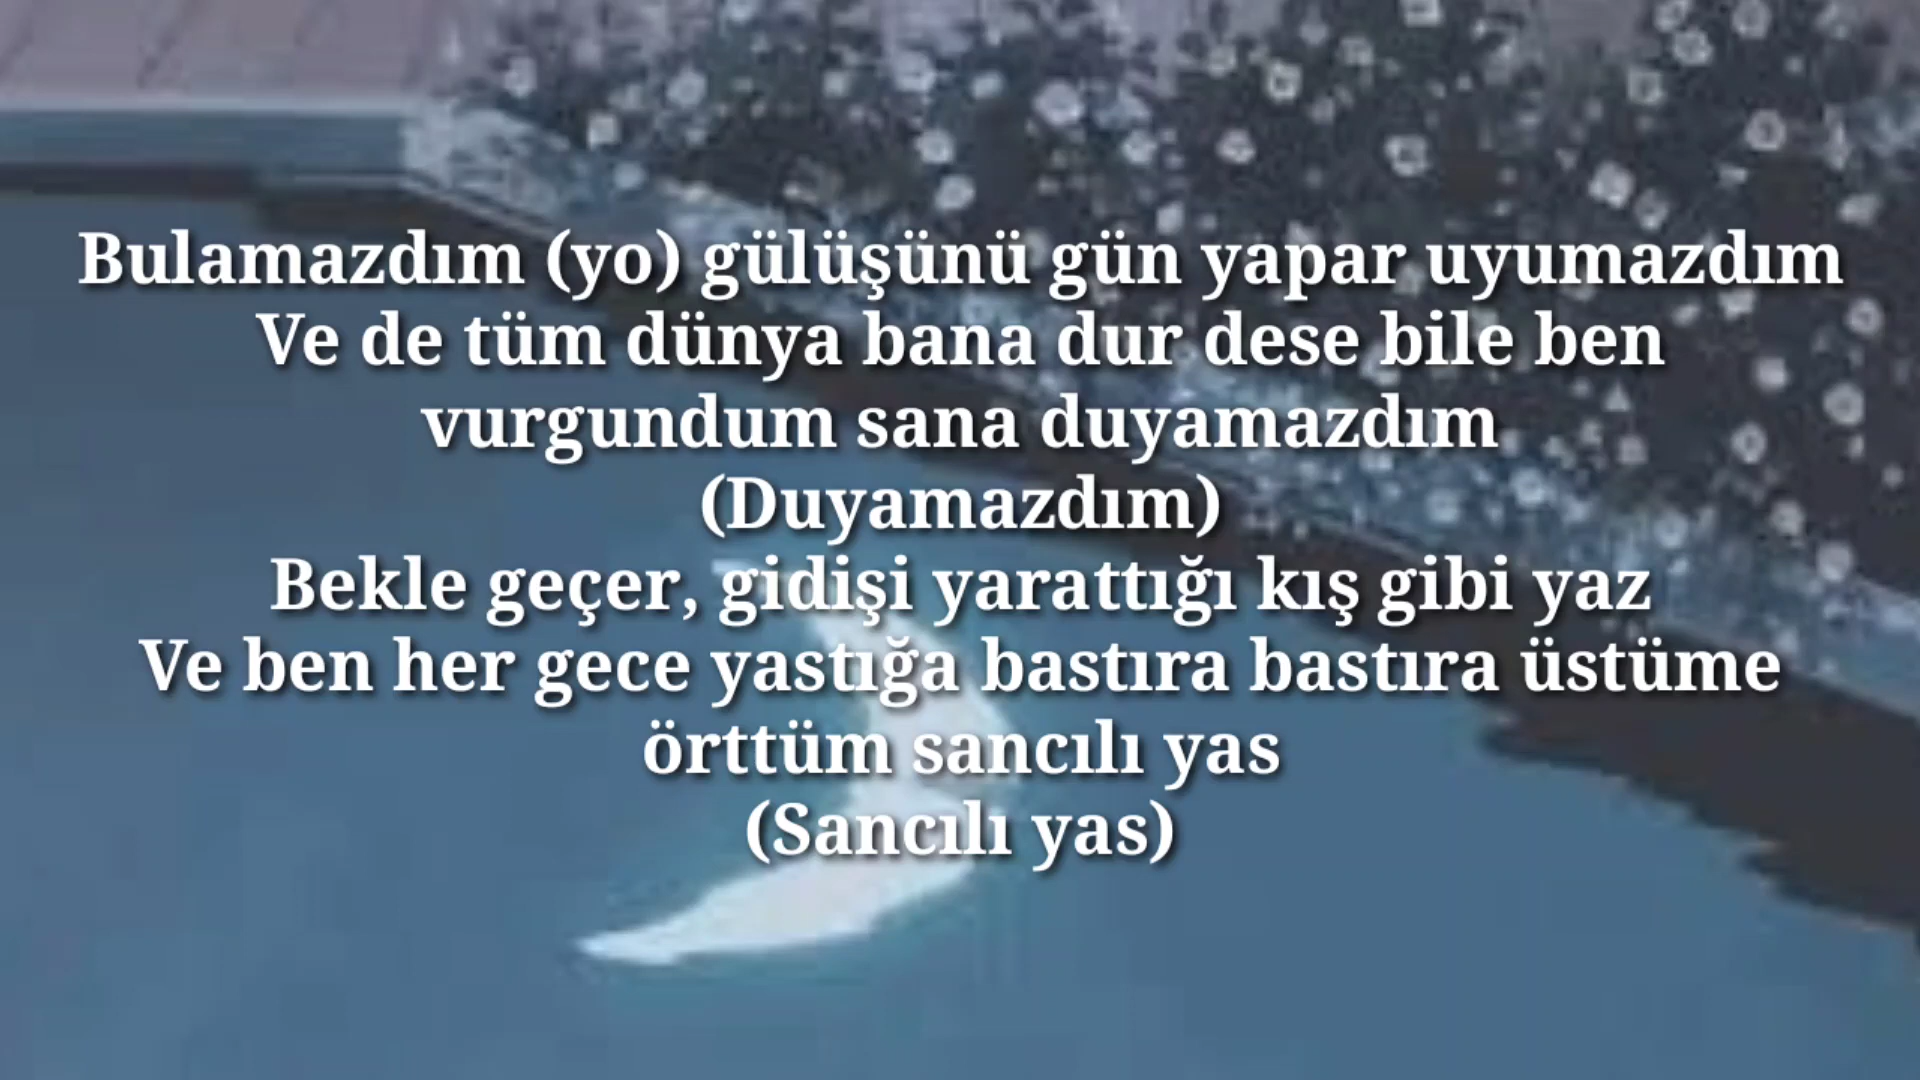 Bulamazdım (yo) gülüşünü gün yapar uyumazdım
Ve de tüm dünya bana dur dese bile ben
vurgundum sana duyamazdım
(Duyamazdım)
Bekle geçer, gidişi yarattığı kış gibi yaz
Ve ben her gece yastığa bastıra bastıra üstüme
örttüm sancılı yas
(Sancılı yas)